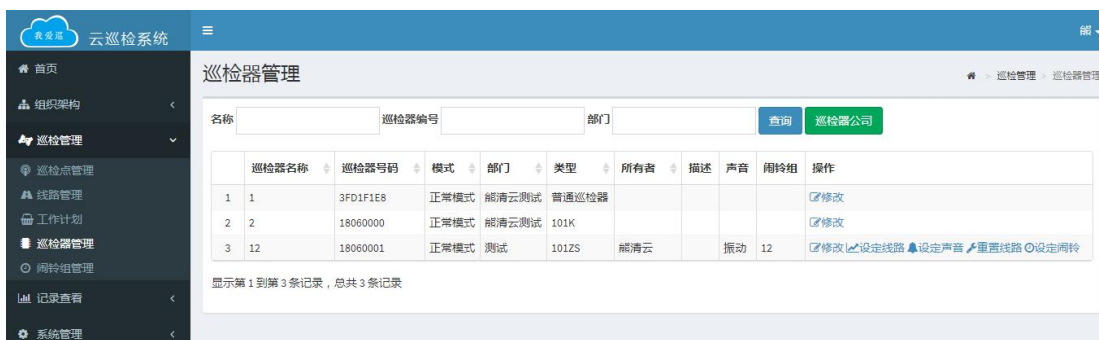 我爱巡 云巡检系统
熊
首页
组织架构
巡检管理
巡检点管理
线路管理
工作计划
巡检器管理
闹铃组管理
记录查看
系统管理
巡检器管理
巡检管理 > 巡检器管理
名称 巡检器编号 部门 查询 巡检器公司
巡检器名称 巡检器号码 模式 部门 类型 所有者 描述 声音 闹铃组 操作
1 1 3FD1F1E8 正常模式 熊清云测试 普通巡检器 修改
2 2 18060000 正常模式 熊清云测试 101K 修改
3 12 18060001 正常模式 测试 101ZS 熊清云 振动 12 修改 设定线路 设定声音 重置线路 设定闹铃
显示第 1 到第 3 条记录，总共 3 条记录